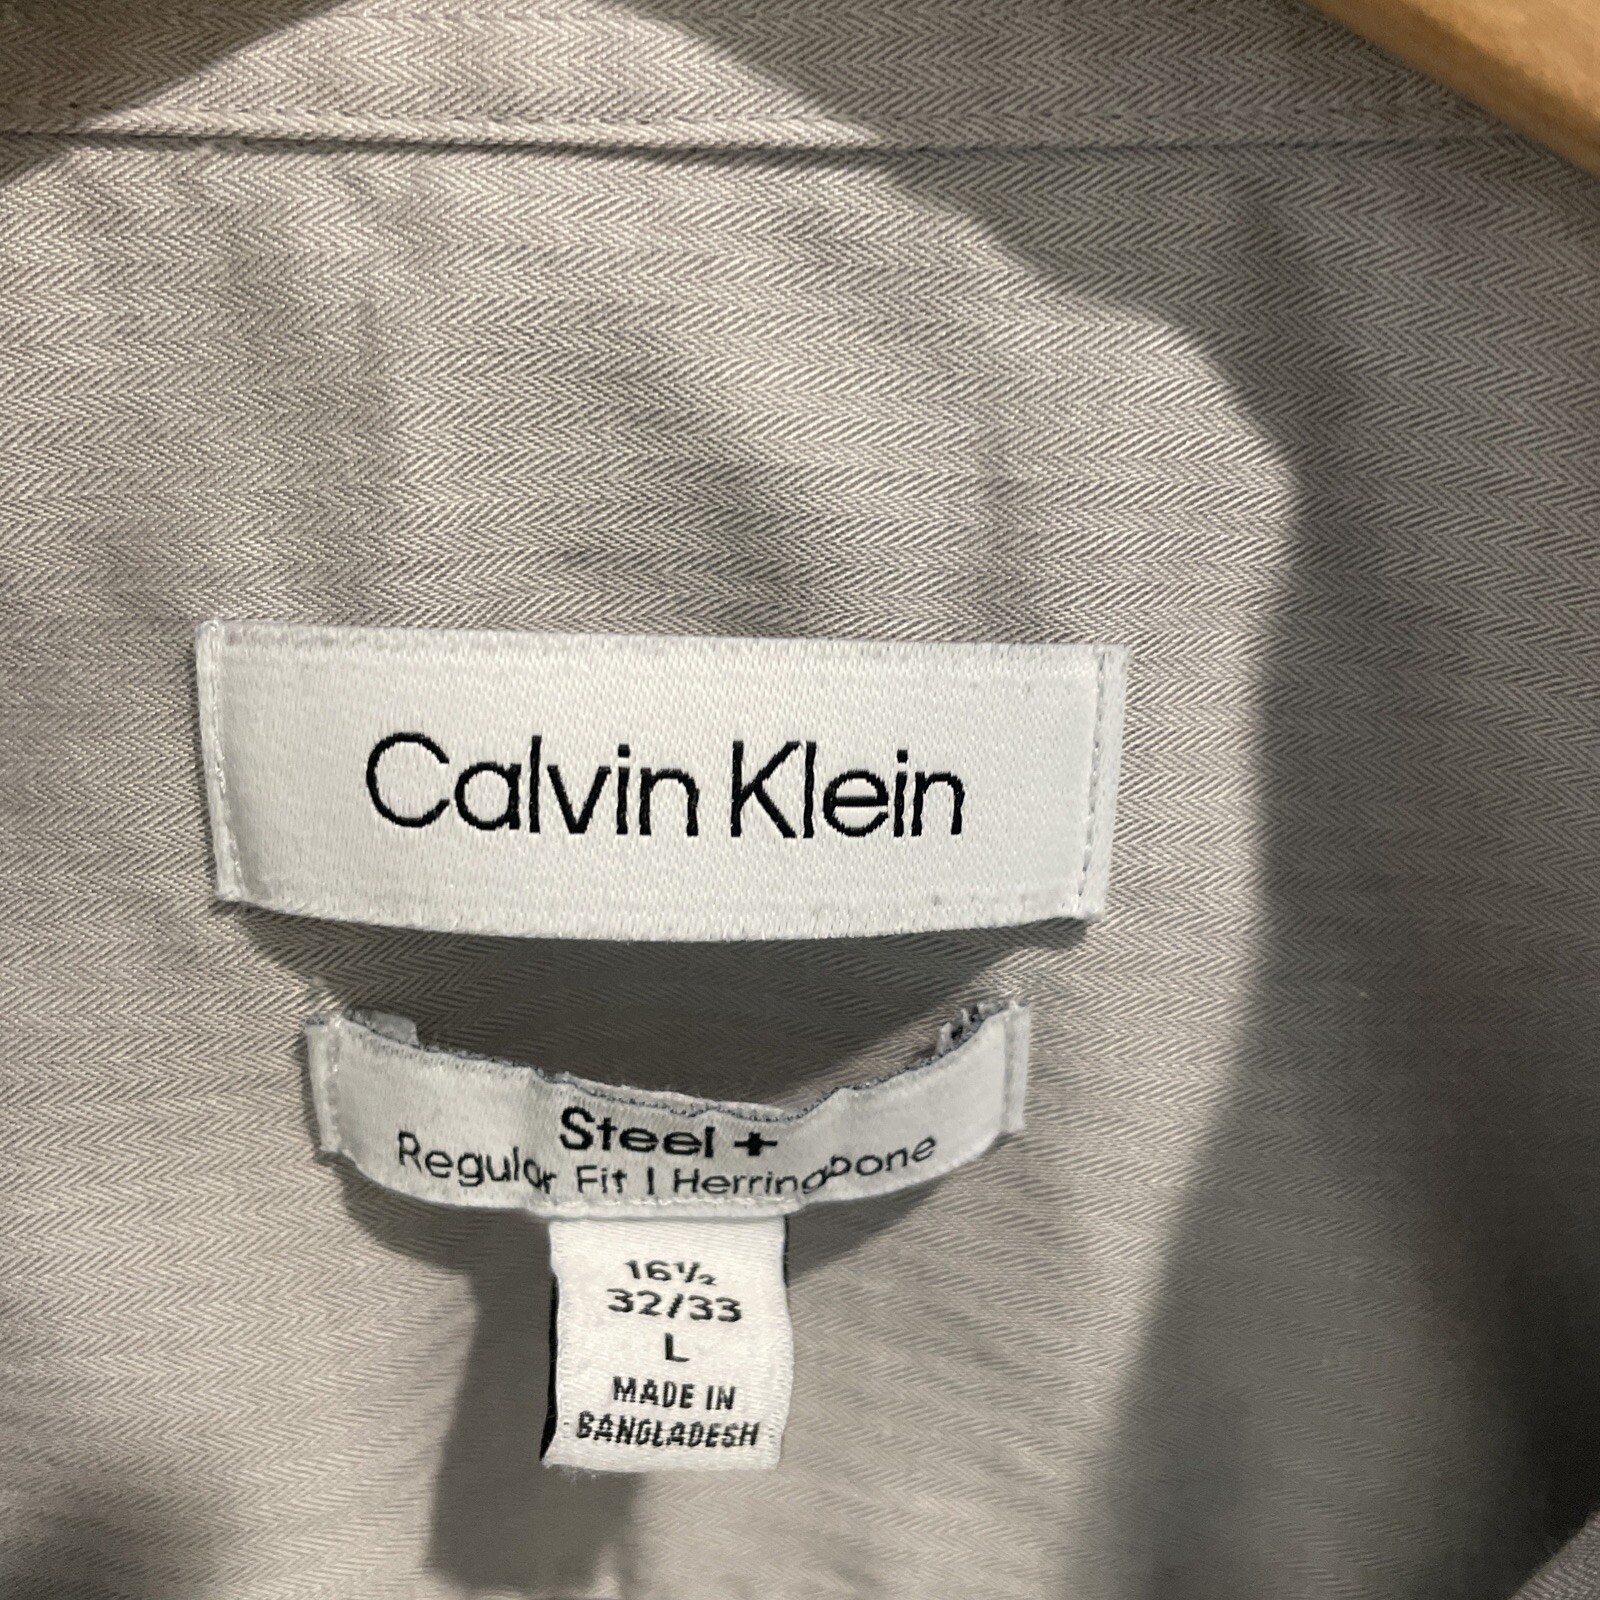 Calvin Klein
Steel +
Regular Fit | Herringbone
16½
32/33
L
MADE IN
BANGLADESH